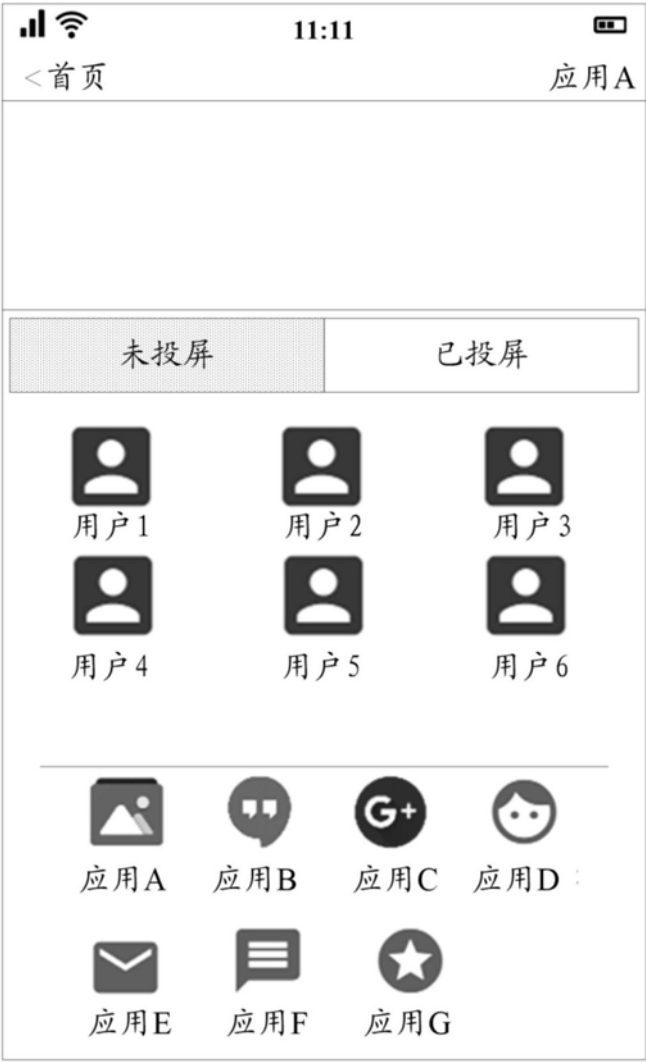 11:11
<首页 应用A
未投屏 已投屏
用户1 用户2 用户3
用户4 用户5 用户6
G+
应用A 应用B 应用C 应用D
应用E 应用F 应用G